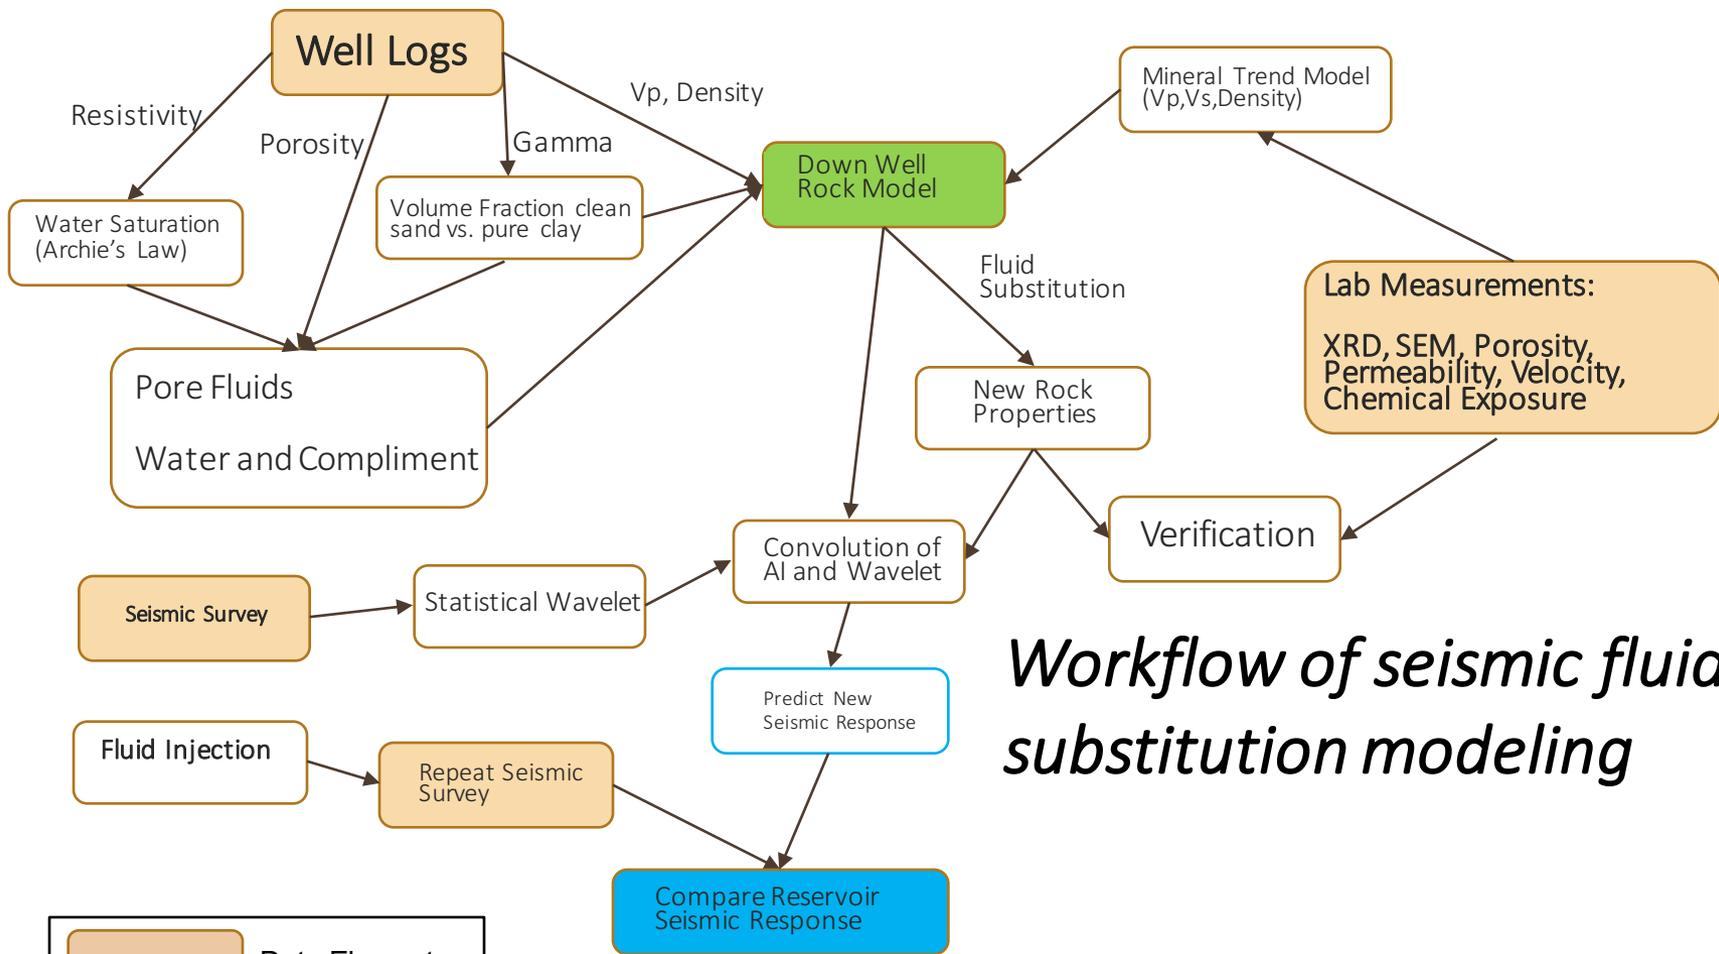 Well Logs
Resistivity
Porosity
Gamma
Vp, Density
Mineral Trend Model
(Vp,Vs,Density)
Down Well
Rock Model
Water Saturation
(Archie's Law)
Volume Fraction clean
sand vs. pure clay
Fluid
Substitution
Lab Measurements:
XRD, SEM, Porosity,
Permeability, Velocity,
Chemical Exposure
Pore Fluids
Water and Compliment
New Rock
Properties
Verification
Convolution of
AI and Wavelet
Seismic Survey
Statistical Wavelet
Workflow of seismic fluid
substitution modeling
Predict New
Seismic Response
Fluid Injection
Repeat Seismic
Survey
Compare Reservoir
Seismic Response